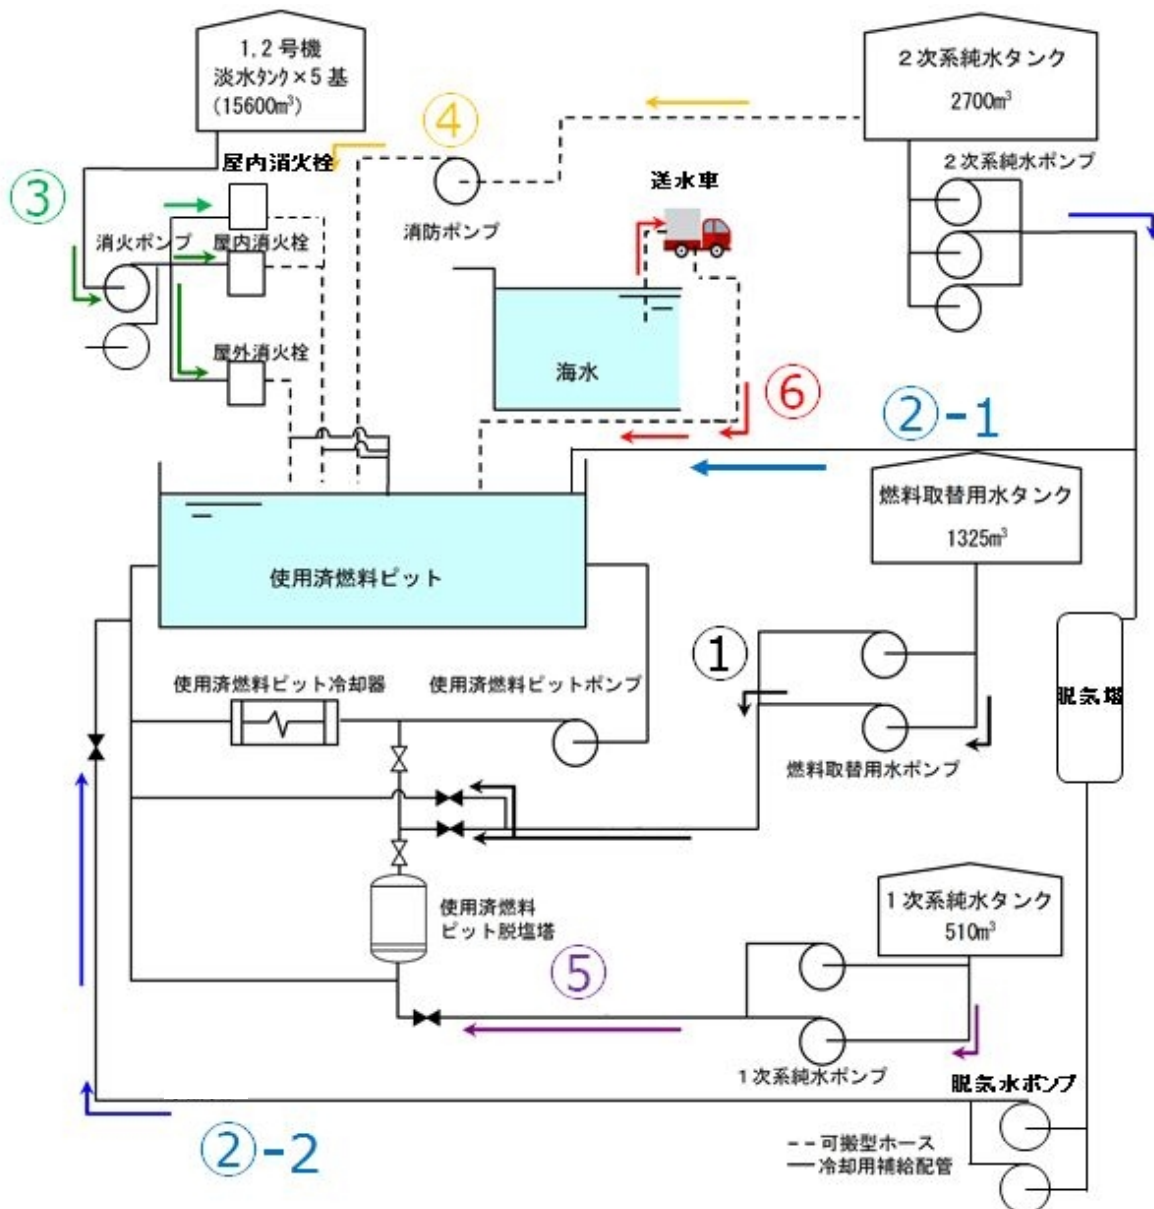 1,2号機
淡水タンク×5基
(15600m³)
屋内消火栓
③
消火ポンプ
屋内消火栓
屋外消火栓
④
消防ポンプ
送水車
海水
⑥
2次系純水タンク
2700m³
2次系純水ポンプ
②-1
燃料取替用水タンク
1325m³
使用済燃料ピット
①
使用済燃料ピット冷却器
使用済燃料ピットポンプ
燃料取替用水ポンプ
脱気塔
使用済燃料
ピット脱塩塔
⑤
1次系純水タンク
510m³
1次系純水ポンプ
脱気水ポンプ
②-2
-- 可搬型ホース
― 冷却用補給配管